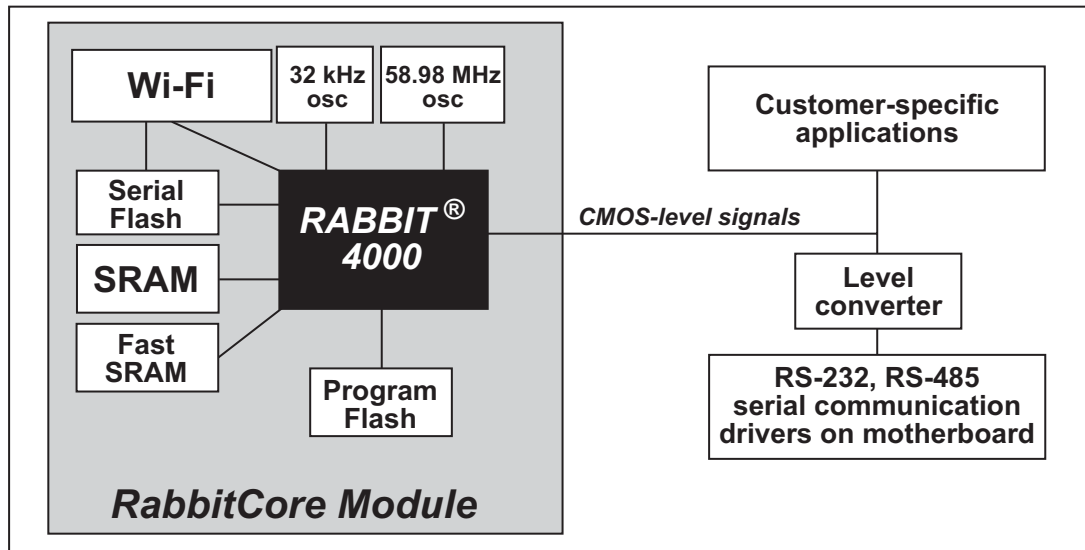 Wi-Fi
32 kHz
osc
58.98 MHz
osc
Serial
Flash
SRAM
Fast
SRAM
RABBIT®
4000
Program
Flash
RabbitCore Module
CMOS-level signals
Customer-specific
applications
Level
converter
RS-232, RS-485
serial communication
drivers on motherboard